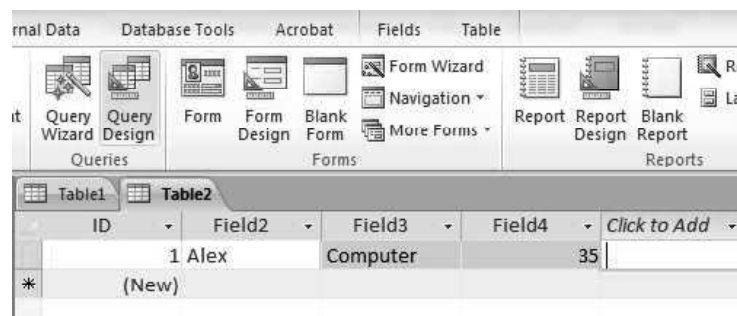 rnal Data Database Tools Acrobat Fields Table
Query Wizard
Query Design
Form
Form Design
Blank Form
Form Wizard
Navigation
More Forms
Report
Report Design
Blank Report
R
La
Queries Forms Reports
Table1 Table2
ID Field2 Field3 Field4 Click to Add
1 Alex Computer 35
* (New)